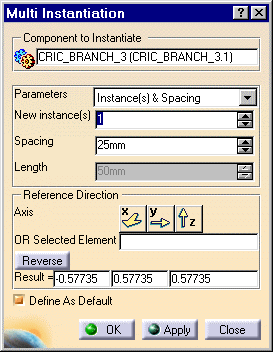 Multi Instantiation ? X
Component to Instantiate
CRIC_BRANCH_3 (CRIC_BRANCH_3.1)
Parameters Instance(s) & Spacing
New instance(s) 1
Spacing 25mm
Length 50mm
Reference Direction
Axis x y z
OR Selected Element
Reverse
Result = -0.57735 0.57735 0.57735
Define As Default
OK Apply Close